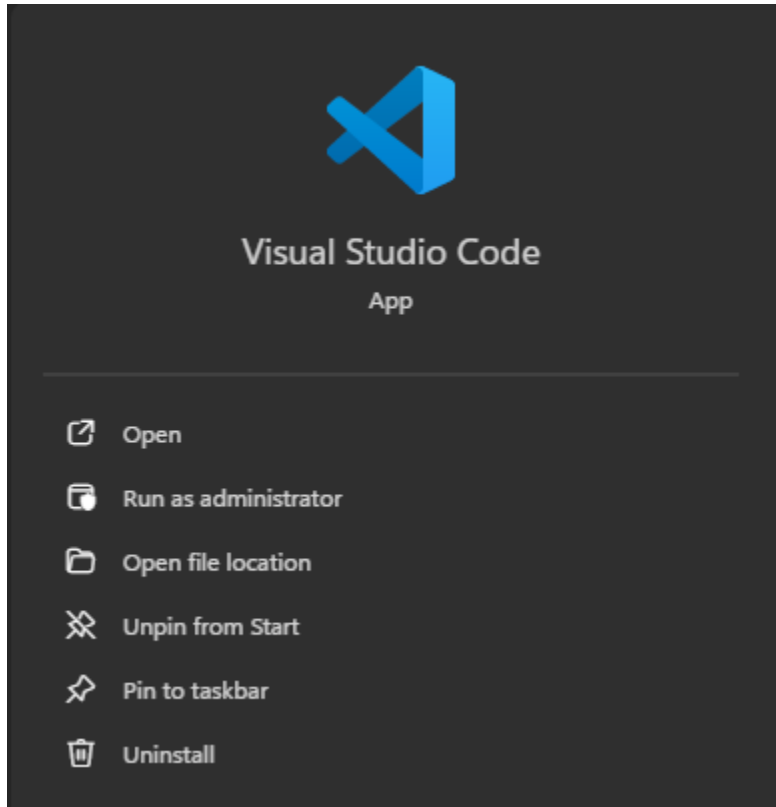 Visual Studio Code
App
Open
Run as administrator
Open file location
Unpin from Start
Pin to taskbar
Uninstall